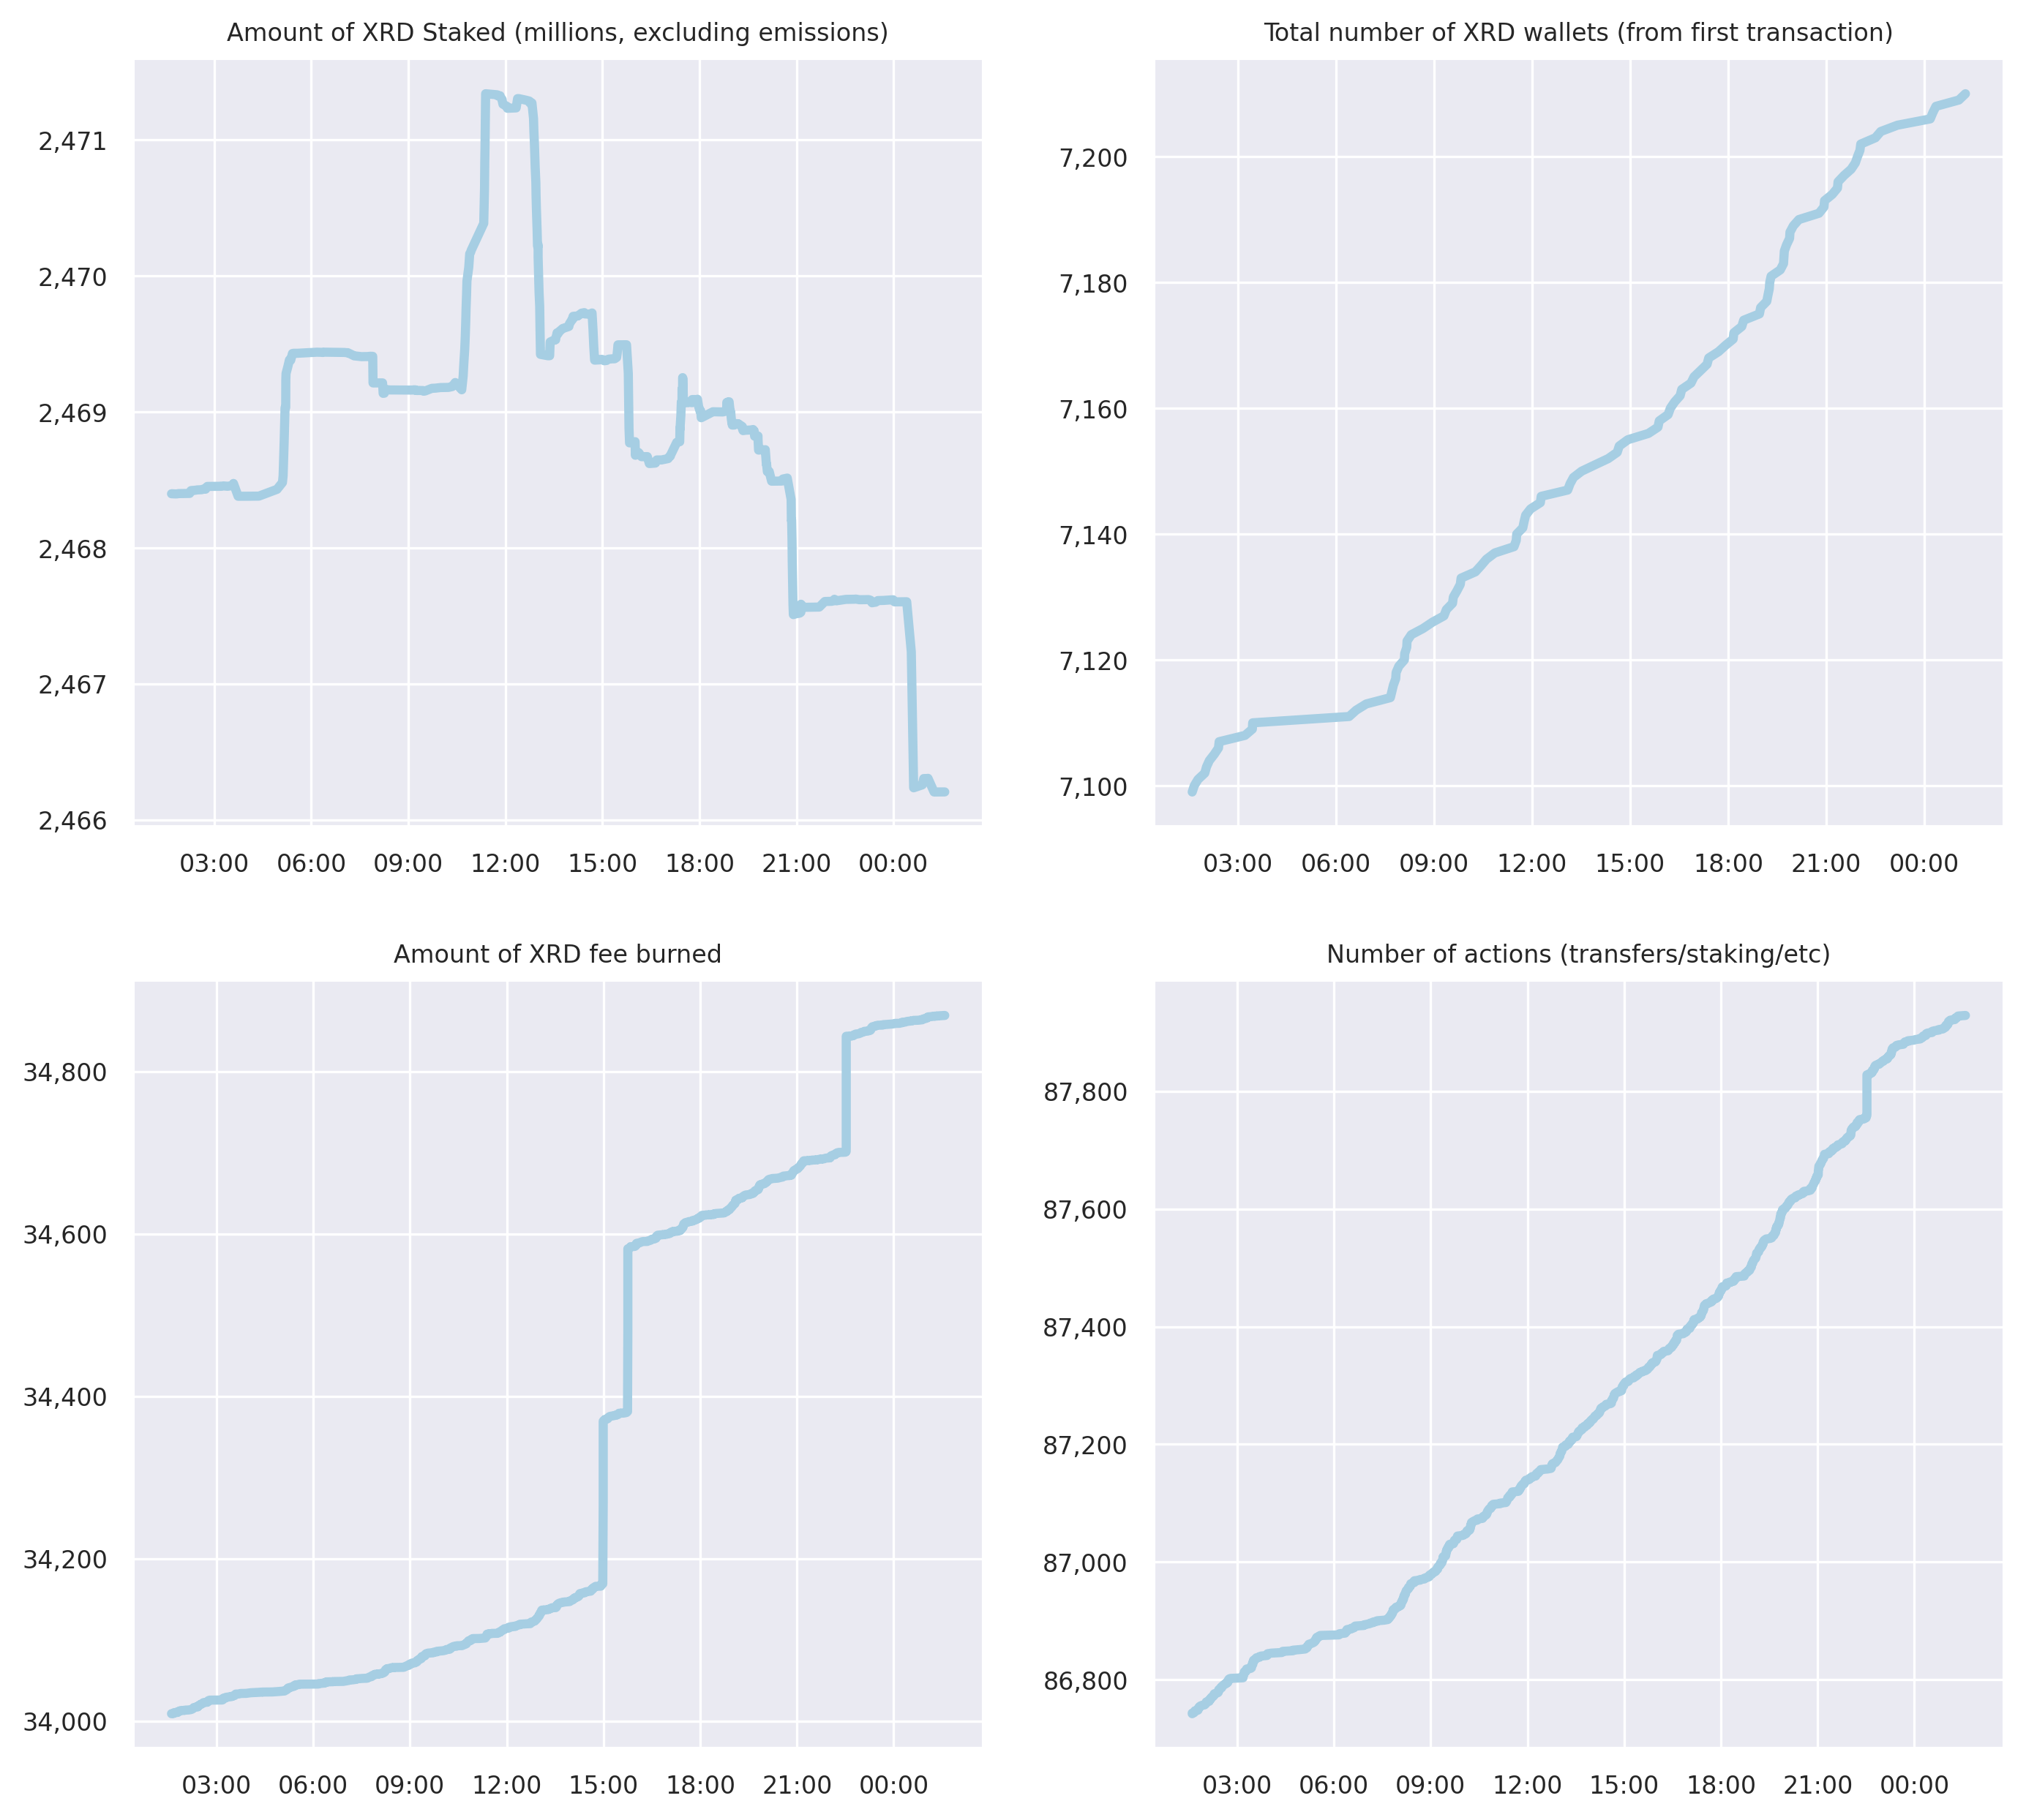 Amount of XRD Staked (millions, excluding emissions)
2,471
2,470
2,469
2,468
2,467
2,466
03:00 06:00 09:00 12:00 15:00 18:00 21:00 00:00
Total number of XRD wallets (from first transaction)
7,200
7,180
7,160
7,140
7,120
7,100
03:00 06:00 09:00 12:00 15:00 18:00 21:00 00:00
Amount of XRD fee burned
34,800
34,600
34,400
34,200
34,000
03:00 06:00 09:00 12:00 15:00 18:00 21:00 00:00
Number of actions (transfers/staking/etc)
87,800
87,600
87,400
87,200
87,000
86,800
03:00 06:00 09:00 12:00 15:00 18:00 21:00 00:00